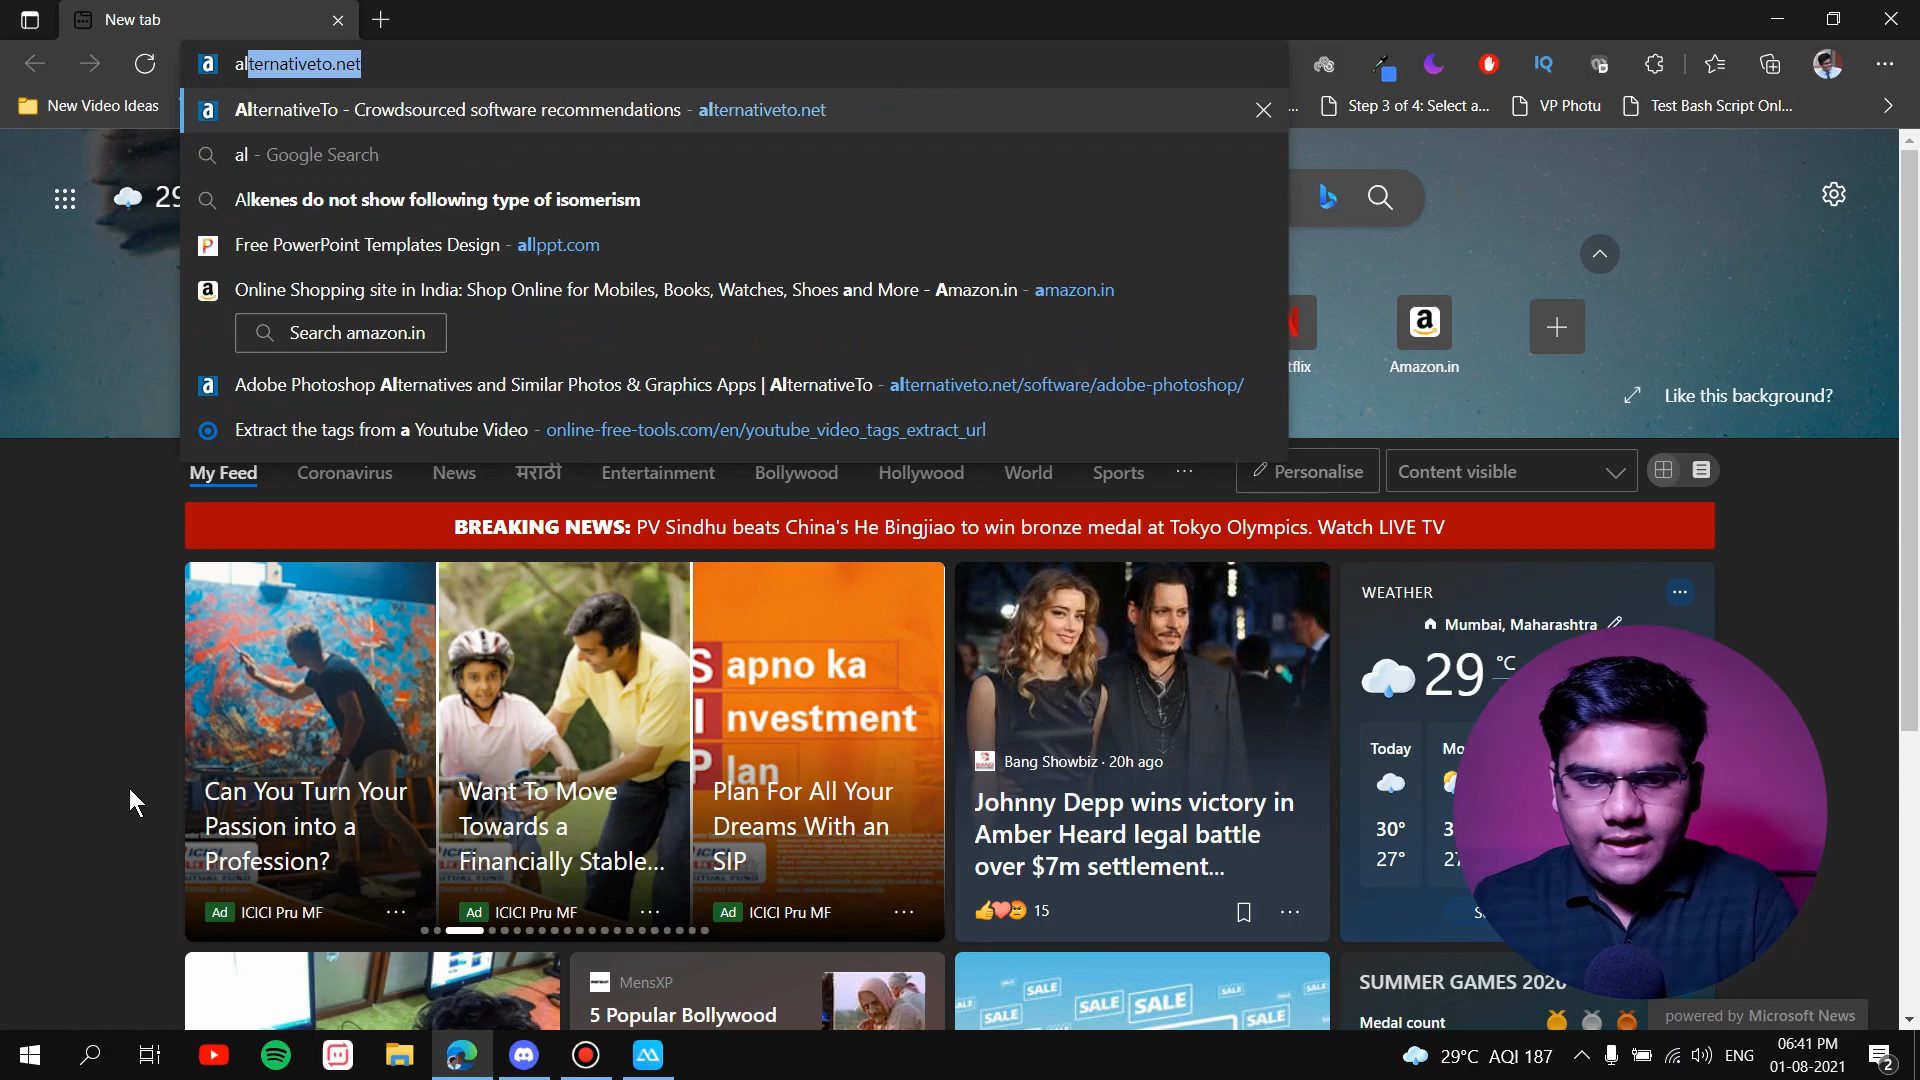 New tab
alternativeto.net
New Video Ideas
Step 3 of 4: Select a...
VP Photu
Test Bash Script Onl...
IQ
AlternativeTo - Crowdsourced software recommendations - alternativeto.net
al - Google Search
Alkenes do not show following type of isomerism
Free PowerPoint Templates Design - allppt.com
Online Shopping site in India: Shop Online for Mobiles, Books, Watches, Shoes and More - Amazon.in - amazon.in
Search amazon.in
Adobe Photoshop Alternatives and Similar Photos & Graphics Apps | AlternativeTo - alternativeto.net/software/adobe-photoshop/
Extract the tags from a Youtube Video - online-free-tools.com/en/youtube_video_tags_extract_url
29
tflix
Amazon.in
Like this background?
My Feed
Coronavirus
News
मराठी
Entertainment
Bollywood
Hollywood
World
Sports
Personalise
Content visible
BREAKING NEWS: PV Sindhu beats China's He Bingjiao to win bronze medal at Tokyo Olympics. Watch LIVE TV
Can You Turn Your
Passion into a
Profession?
Ad ICICI Pru MF
Want To Move
Towards a
Financially Stable...
Ad ICICI Pru MF
S apno ka
I nvestment
P lan
Plan For All Your
Dreams With an
SIP
Ad ICICI Pru MF
Bang Showbiz · 20h ago
Johnny Depp wins victory in
Amber Heard legal battle
over $7m settlement...
15
WEATHER
Mumbai, Maharashtra
29 °C
Today
Mo
30°
27°
MensXP
5 Popular Bollywood
SALE
SALE
SALE
SALE
SALE
SUMMER GAMES 2020
Medal count
powered by Microsoft News
29°C AQI 187
ENG
06:41 PM
01-08-2021
2